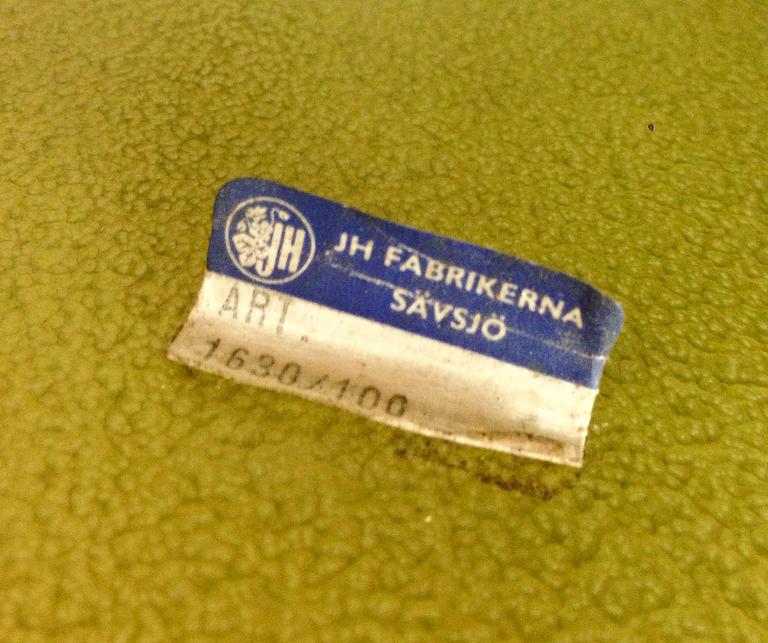 JH
JH FABRIKERNA
SÄVSJÖ
ART.
1630/100